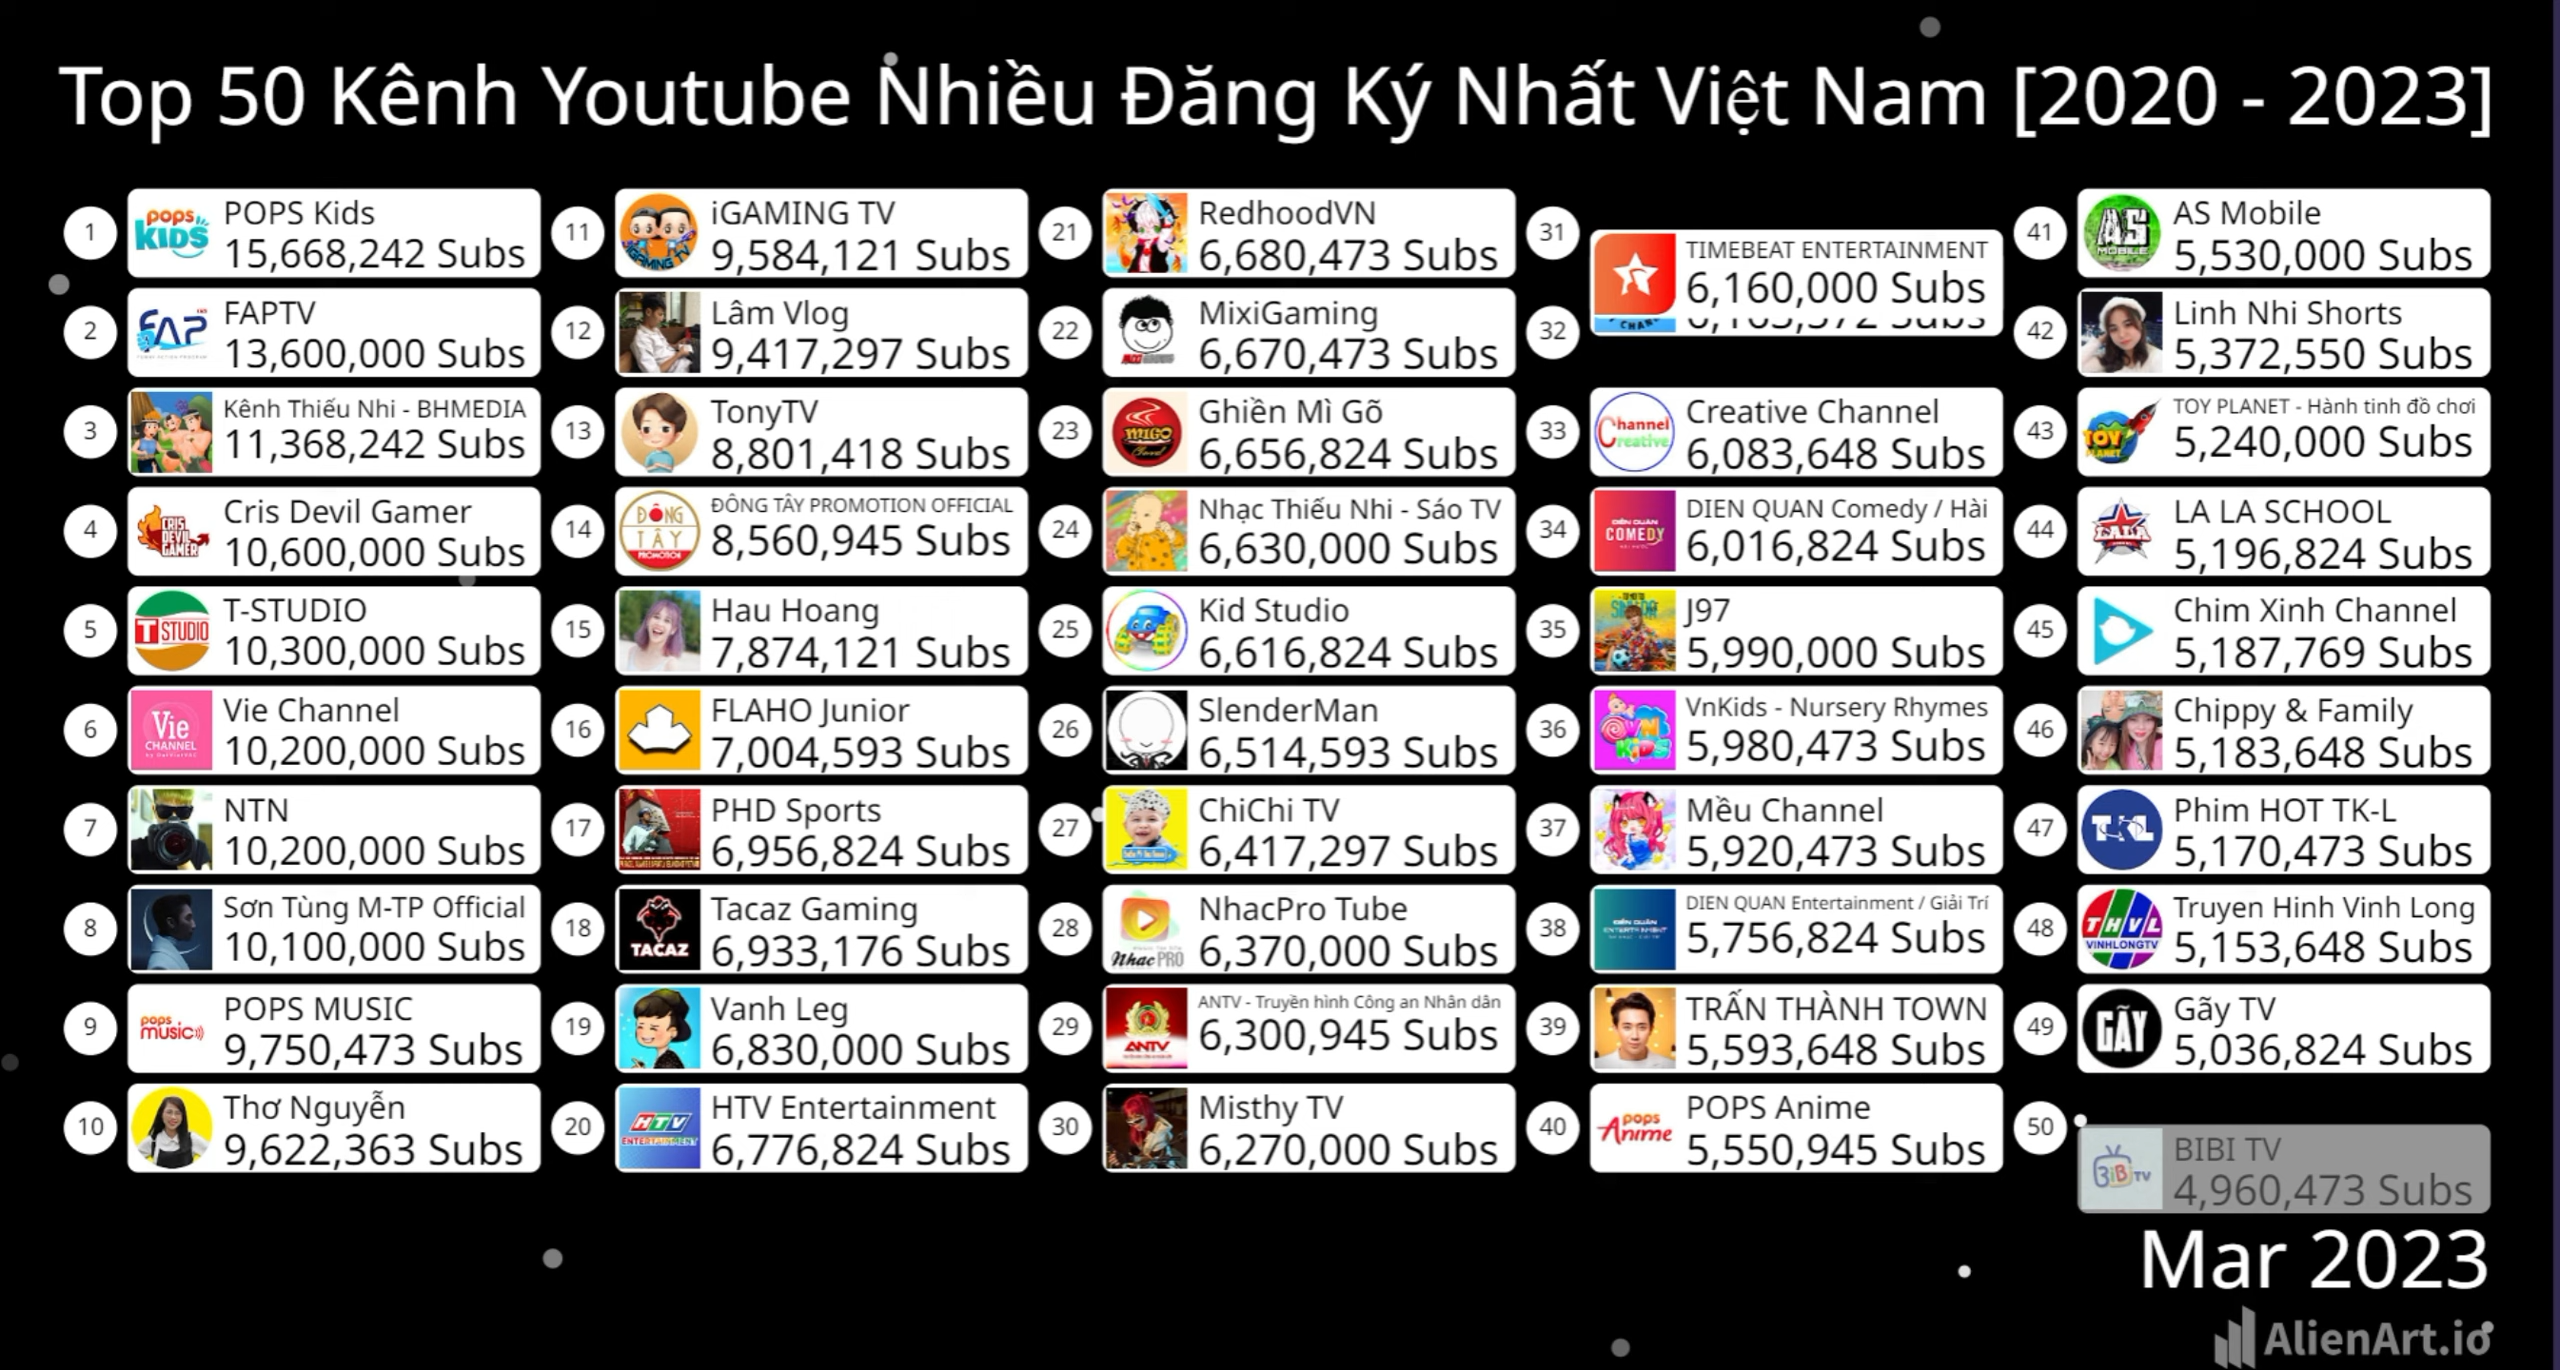 Top 50 Kênh Youtube Nhiều Đăng Ký Nhất Việt Nam [2020 - 2023]
1
POPS Kids
15,668,242 Subs
2
FAPTV
13,600,000 Subs
3
Kênh Thiếu Nhi - BHMEDIA
11,368,242 Subs
4
Cris Devil Gamer
10,600,000 Subs
5
T-STUDIO
10,300,000 Subs
6
Vie Channel
10,200,000 Subs
7
NTN
10,200,000 Subs
8
Sơn Tùng M-TP Official
10,100,000 Subs
9
POPS MUSIC
9,750,473 Subs
10
Thơ Nguyễn
9,622,363 Subs
11
iGAMING TV
9,584,121 Subs
12
Lâm Vlog
9,417,297 Subs
13
TonyTV
8,801,418 Subs
14
ĐÔNG TÂY PROMOTION OFFICIAL
8,560,945 Subs
15
Hau Hoang
7,874,121 Subs
16
FLAHO Junior
7,004,593 Subs
17
PHD Sports
6,956,824 Subs
18
Tacaz Gaming
6,933,176 Subs
19
Vanh Leg
6,830,000 Subs
20
HTV Entertainment
6,776,824 Subs
21
RedhoodVN
6,680,473 Subs
22
MixiGaming
6,670,473 Subs
23
Ghiền Mì Gõ
6,656,824 Subs
24
Nhạc Thiếu Nhi - Sáo TV
6,630,000 Subs
25
Kid Studio
6,616,824 Subs
26
SlenderMan
6,514,593 Subs
27
ChiChi TV
6,417,297 Subs
28
NhacPro Tube
6,370,000 Subs
29
ANTV - Truyền hình Công an Nhân dân
6,300,945 Subs
30
Misthy TV
6,270,000 Subs
31
TIMEBEAT ENTERTAINMENT
6,160,000 Subs
32
33
Creative Channel
6,083,648 Subs
34
DIEN QUAN Comedy / Hài
6,016,824 Subs
35
J97
5,990,000 Subs
36
VnKids - Nursery Rhymes
5,980,473 Subs
37
Mều Channel
5,920,473 Subs
38
DIEN QUAN Entertainment / Giải Trí
5,756,824 Subs
39
TRẤN THÀNH TOWN
5,593,648 Subs
40
POPS Anime
5,550,945 Subs
41
AS Mobile
5,530,000 Subs
42
Linh Nhi Shorts
5,372,550 Subs
43
TOY PLANET - Hành tinh đồ chơi
5,240,000 Subs
44
LA LA SCHOOL
5,196,824 Subs
45
Chim Xinh Channel
5,187,769 Subs
46
Chippy & Family
5,183,648 Subs
47
Phim HOT TK-L
5,170,473 Subs
48
Truyen Hinh Vinh Long
5,153,648 Subs
49
Gãy TV
5,036,824 Subs
50
BIBI TV
4,960,473 Subs
Mar 2023
AlienArt.io